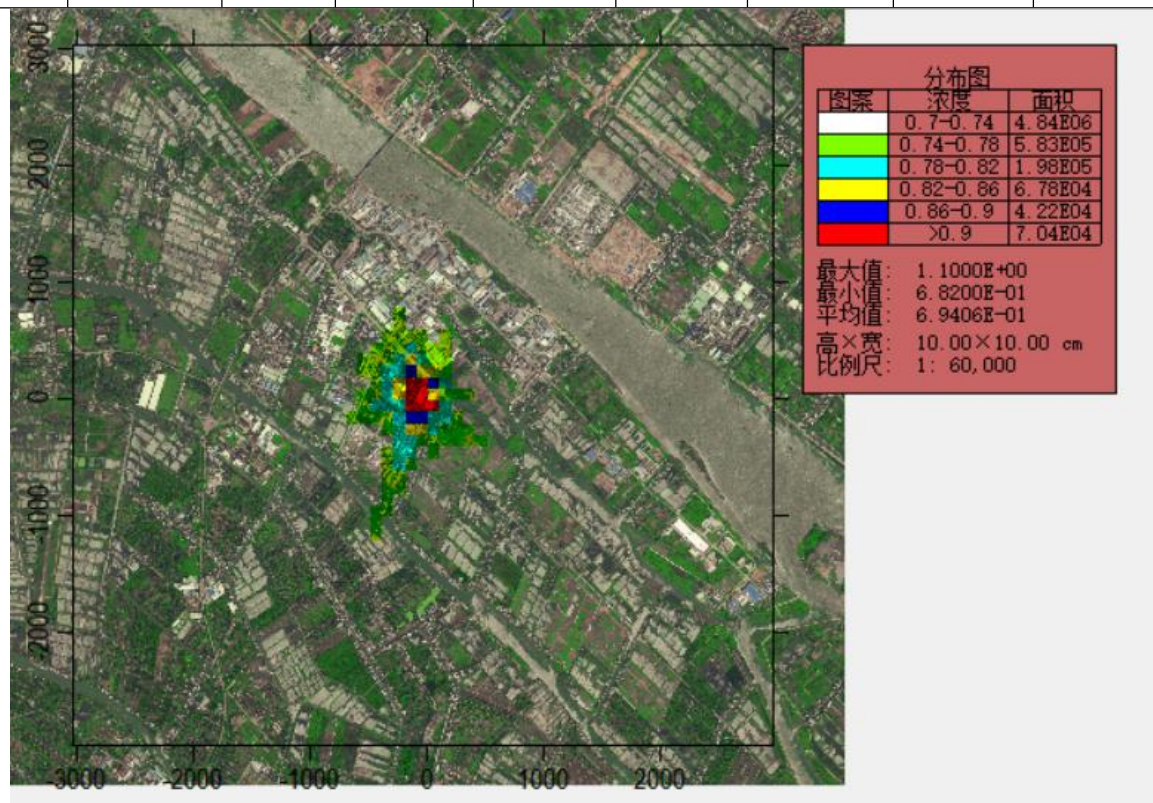 3000
2000
1000
0
-1000
-2000
-3000 -2000 -1000 0 1000 2000
分布图
图案 浓度 面积
0.7-0.74 4.84E06
0.74-0.78 5.83E05
0.78-0.82 1.98E05
0.82-0.86 6.78E04
0.86-0.9 4.22E04
>0.9 7.04E04
最大值: 1.1000E+00
最小值: 6.8200E-01
平均值: 6.9406E-01
高×宽: 10.00×10.00 cm
比例尺: 1: 60,000